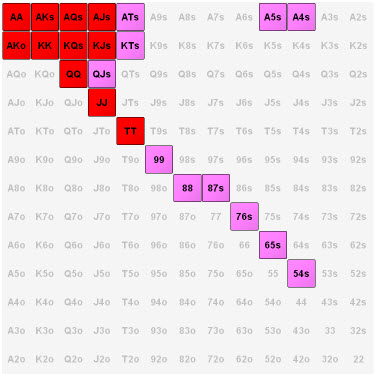 AA AKs AQs AJs ATs A9s A8s A7s A6s A5s A4s A3s A2s
AKo KK KQs KJs KTs K9s K8s K7s K6s K5s K4s K3s K2s
AQo KQo QQ QJs QTs Q9s Q8s Q7s Q6s Q5s Q4s Q3s Q2s
AJo KJo QJo JJ JTs J9s J8s J7s J6s J5s J4s J3s J2s
ATo KTo QTo JTo TT T9s T8s T7s T6s T5s T4s T3s T2s
A9o K9o Q9o J9o T9o 99 98s 97s 96s 95s 94s 93s 92s
A8o K8o Q8o J8o T8o 98o 88 87s 86s 85s 84s 83s 82s
A7o K7o Q7o J7o T7o 97o 87o 77 76s 75s 74s 73s 72s
A6o K6o Q6o J6o T6o 96o 86o 76o 66 65s 64s 63s 62s
A5o K5o Q5o J5o T5o 95o 85o 75o 65o 55 54s 53s 52s
A4o K4o Q4o J4o T4o 94o 84o 74o 64o 54o 44 43s 42s
A3o K3o Q3o J3o T3o 93o 83o 73o 63o 53o 43o 33 32s
A2o K2o Q2o J2o T2o 92o 82o 72o 62o 52o 42o 32o 22